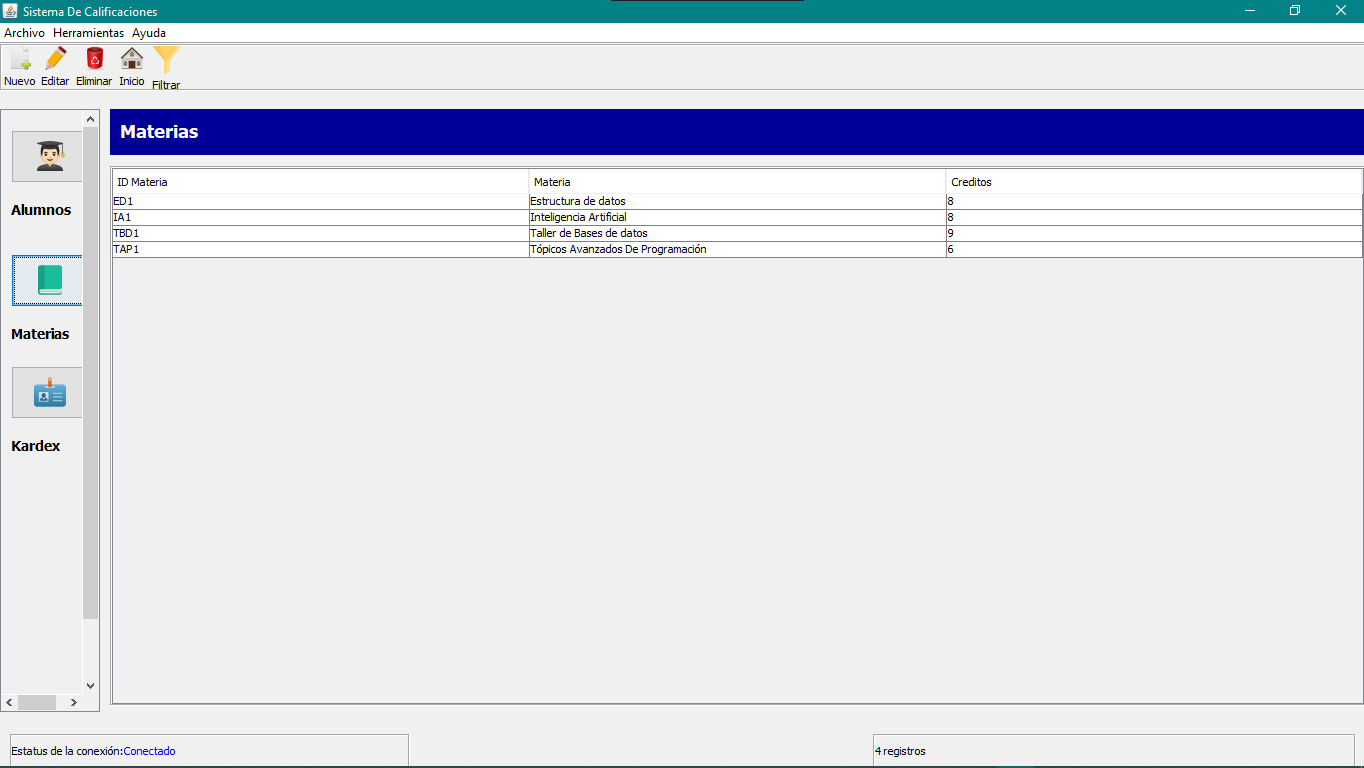 Sistema De Calificaciones
Archivo Herramientas Ayuda
Nuevo Editar Eliminar Inicio Filtrar
Materias
ID Materia Materia Creditos
ED1 Estructura de datos 8
IA1 Inteligencia Artificial 8
TBD1 Taller de Bases de datos 9
TAP1 Tópicos Avanzados De Programación 6
Alumnos
Materias
Kardex
Estatus de la conexión:Conectado
4 registros